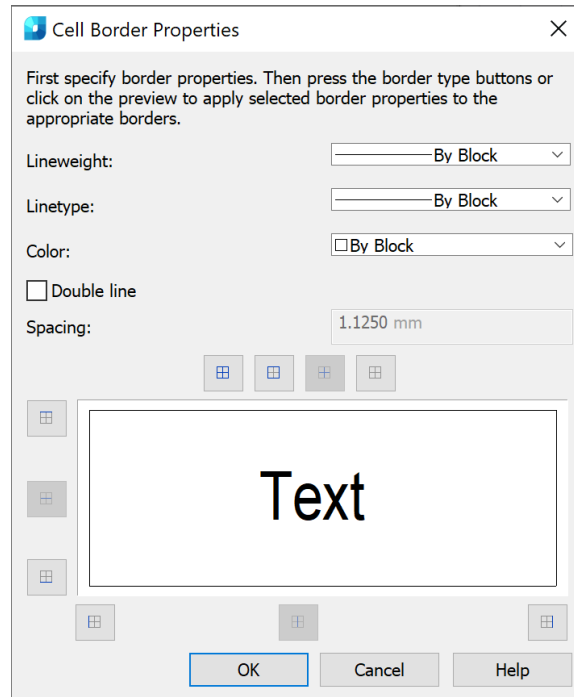 Cell Border Properties
First specify border properties. Then press the border type buttons or
click on the preview to apply selected border properties to the
appropriate borders.
Lineweight:
By Block
Linetype:
By Block
Color:
By Block
Double line
Spacing:
1.1250 mm
Text
OK
Cancel
Help